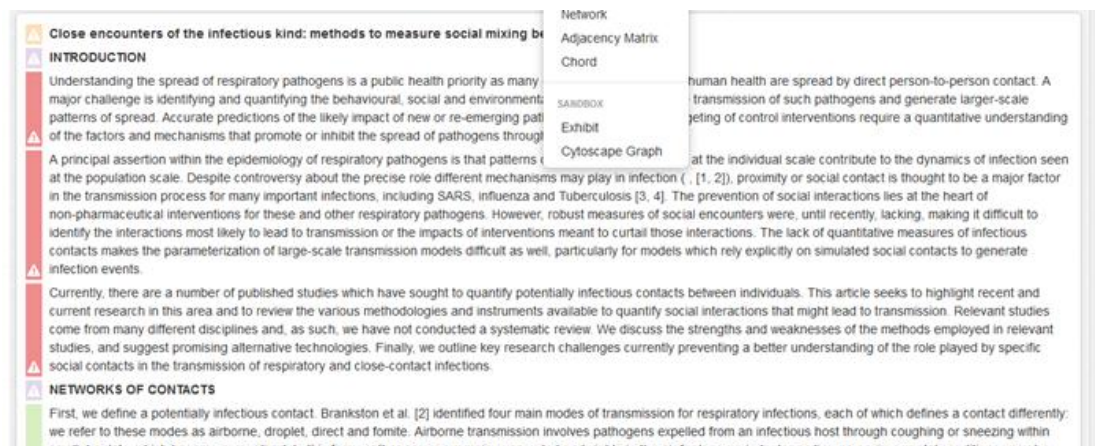 Close encounters of the infectious kind: methods to measure social mixing be
Network
Adjacency Matrix
Chord
SANDBOX
Exhibit
Cytoscape Graph
INTRODUCTION
Understanding the spread of respiratory pathogens is a public health priority as many human health are spread by direct person-to-person contact. A
major challenge is identifying and quantifying the behavioural, social and environmenta transmission of such pathogens and generate larger-scale
patterns of spread. Accurate predictions of the likely impact of new or re-emerging pat geting of control interventions require a quantitative understanding
of the factors and mechanisms that promote or inhibit the spread of pathogens throug
A principal assertion within the epidemiology of respiratory pathogens is that patterns at the individual scale contribute to the dynamics of infection seen
at the population scale. Despite controversy about the precise role different mechanisms may play in infection ( , [1, 2]), proximity or social contact is thought to be a major factor
in the transmission process for many important infections, including SARS, influenza and Tuberculosis [3, 4]. The prevention of social interactions lies at the heart of
non-pharmaceutical interventions for these and other respiratory pathogens. However, robust measures of social encounters were, until recently, lacking, making it difficult to
identify the interactions most likely to lead to transmission or the impacts of interventions meant to curtail those interactions. The lack of quantitative measures of infectious
contacts makes the parameterization of large-scale transmission models difficult as well, particularly for models which rely explicitly on simulated social contacts to generate
infection events.
Currently, there are a number of published studies which have sought to quantify potentially infectious contacts between individuals. This article seeks to highlight recent and
current research in this area and to review the various methodologies and instruments available to quantify social interactions that might lead to transmission. Relevant studies
come from many different disciplines and, as such, we have not conducted a systematic review. We discuss the strengths and weaknesses of the methods employed in relevant
studies, and suggest promising alternative technologies. Finally, we outline key research challenges currently preventing a better understanding of the role played by specific
social contacts in the transmission of respiratory and close-contact infections.
NETWORKS OF CONTACTS
First, we define a potentially infectious contact. Brankston et al. [2] identified four main modes of transmission for respiratory infections, each of which defines a contact differently:
we refer to these modes as airborne, droplet, direct and fomite. Airborne transmission involves pathogens expelled from an infectious host through coughing or sneezing within